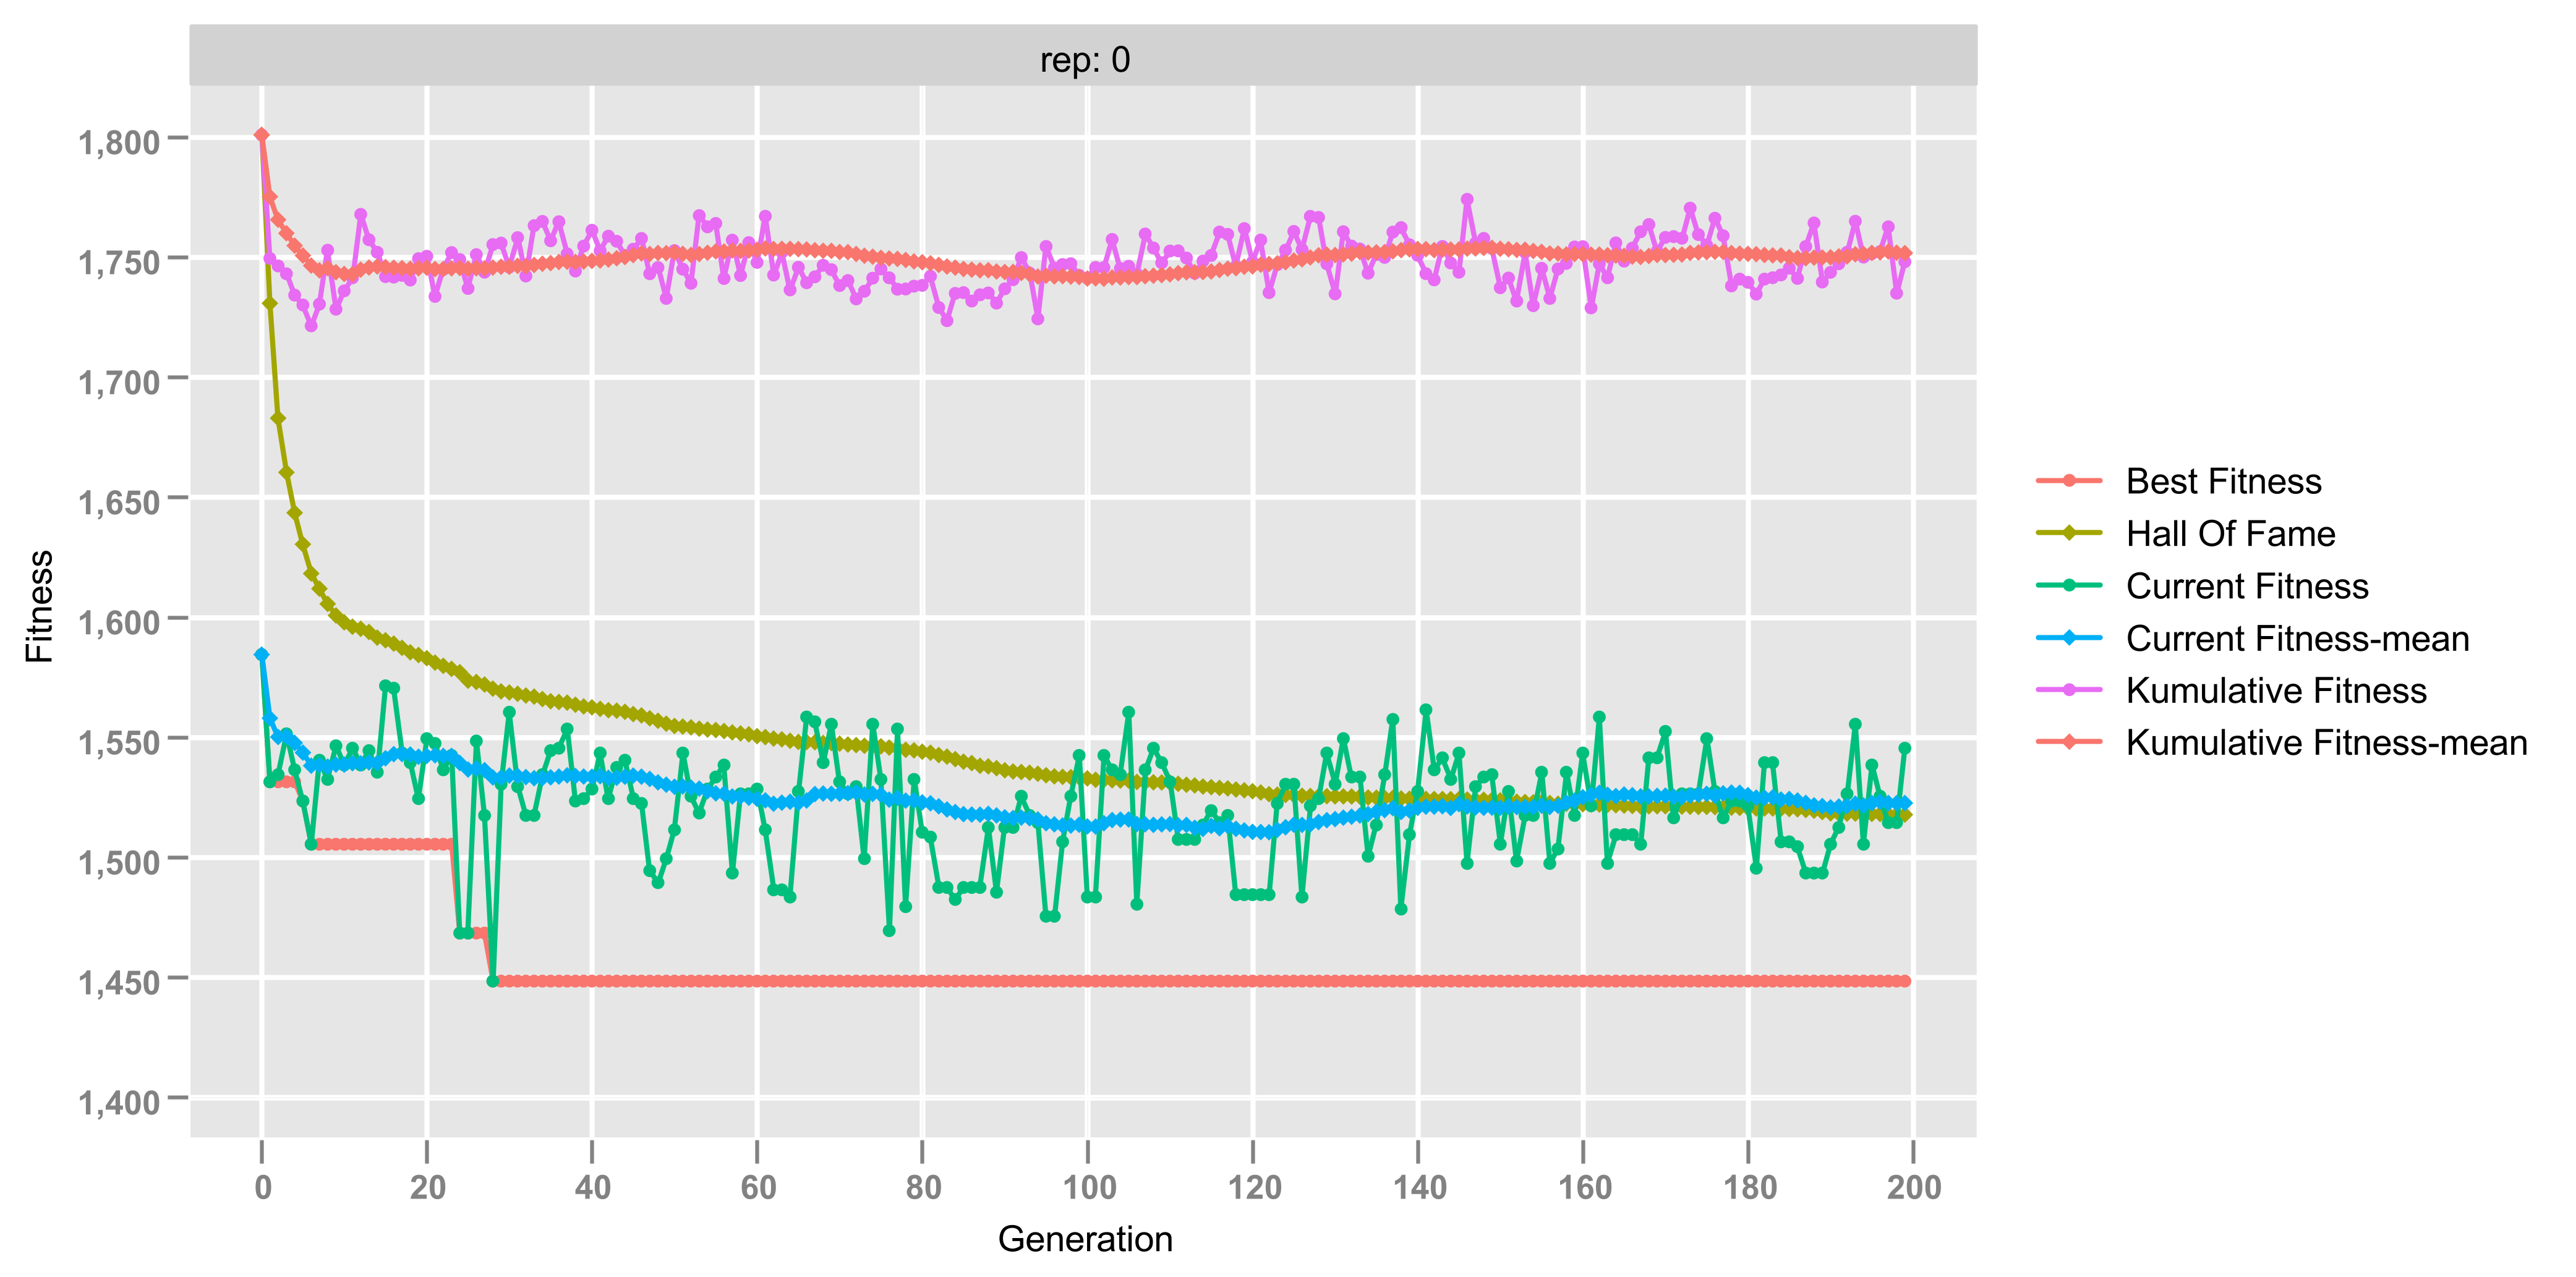 rep: 0
1,800
1,750
1,700
1,650
1,600
1,550
1,500
1,450
1,400
Fitness
0 20 40 60 80 100 120 140 160 180 200
Generation
Best Fitness
Hall Of Fame
Current Fitness
Current Fitness-mean
Kumulative Fitness
Kumulative Fitness-mean